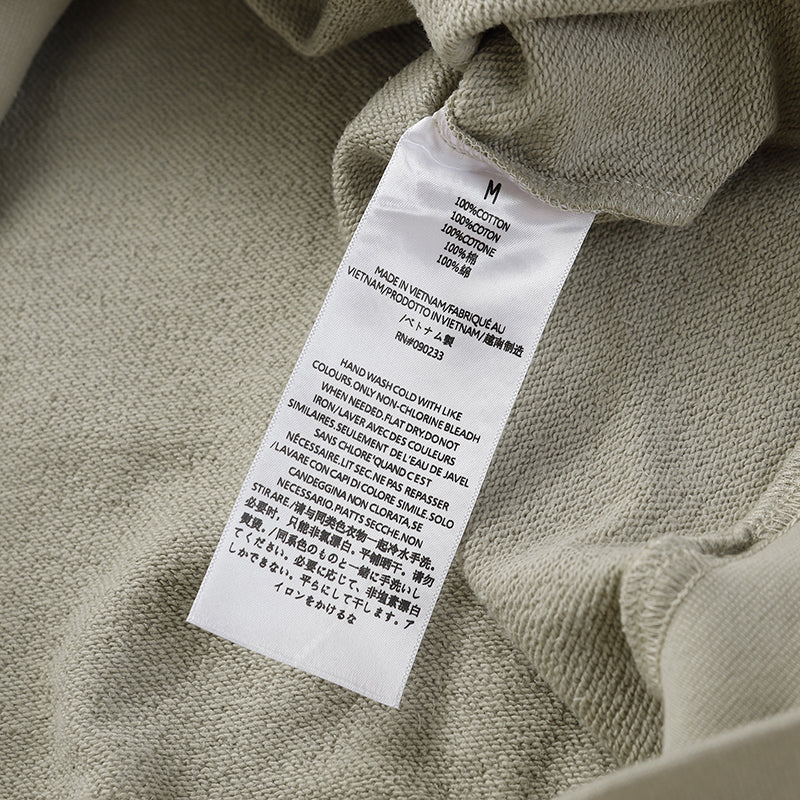 M
100%COTTON
100%COTON
100%COTONE
100%棉
100%綿
MADE IN VIETNAM/FABRIQUÉ AU
VIETNAM/PRODOTTO IN VIETNAM/越南制造
/ベトナム製
RN#090233
HAND WASH COLD WITH LIKE
COLOURS.ONLY NON-CHLORINE BLEADH
WHEN NEEDED.FLAT DRY.DO NOT
IRON/LAVER AVEC DES COULEURS
SIMILAIRES.SEULEMENT DE L'EAU DE JAVEL
SANS CHLORE'QUAND C'EST
NÉCESSAIRE.LIT SEC.NE PAS REPASSER
/LAVARE CON CAPI DI COLORE SIMILE.SOLO
CANDEGGINA NON CLORATA.SE
NECESSARIO.PIATTS SECCHE.NON
STIRARE/请与同类色衣物一起冷水手洗.
必要时, 只能非氯漂白. 平輔晒干. 请勿
熨烫./同系色のものと一緒に手洗いし
てください. 必要に応じて、非塩素漂白
しかできない. 平らにして干します. ア
イロンをかけるな